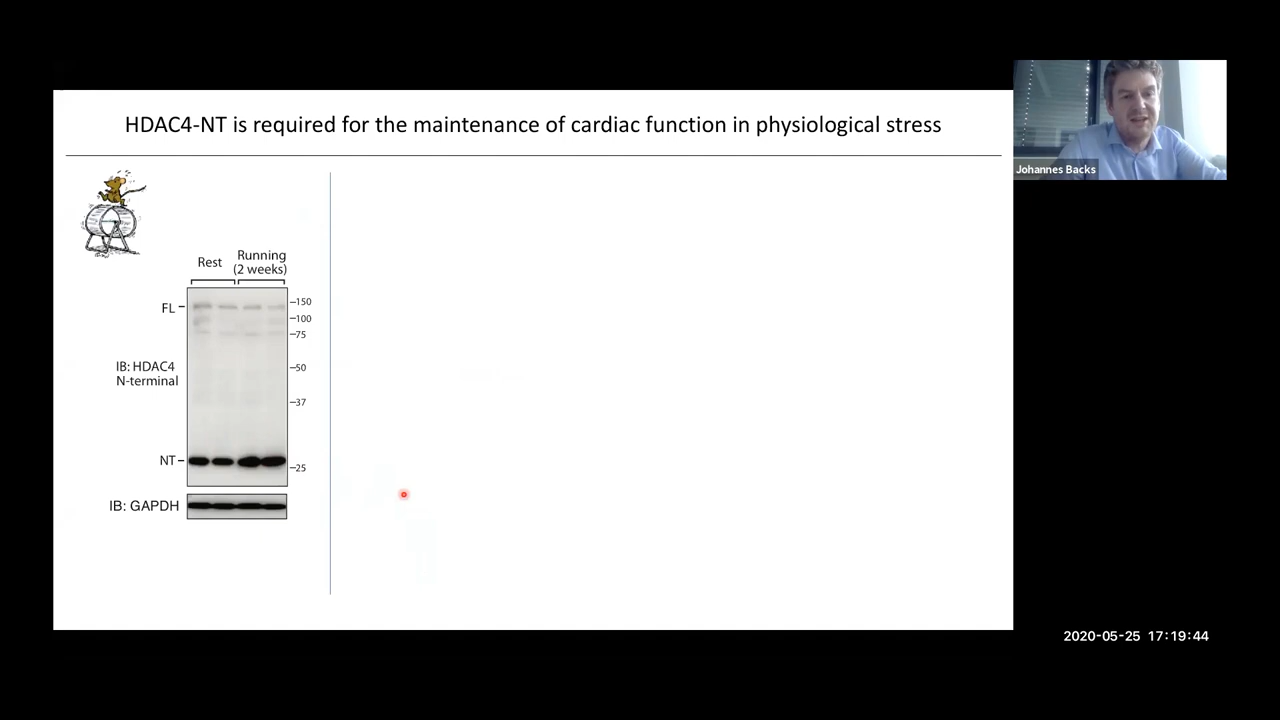 HDAC4-NT is required for the maintenance of cardiac function in physiological stress
Johannes Backs
Rest
Running
(2 weeks)
FL
150
100
75
IB: HDAC4
N-terminal
50
37
NT
25
IB: GAPDH
2020-05-25 17:19:44